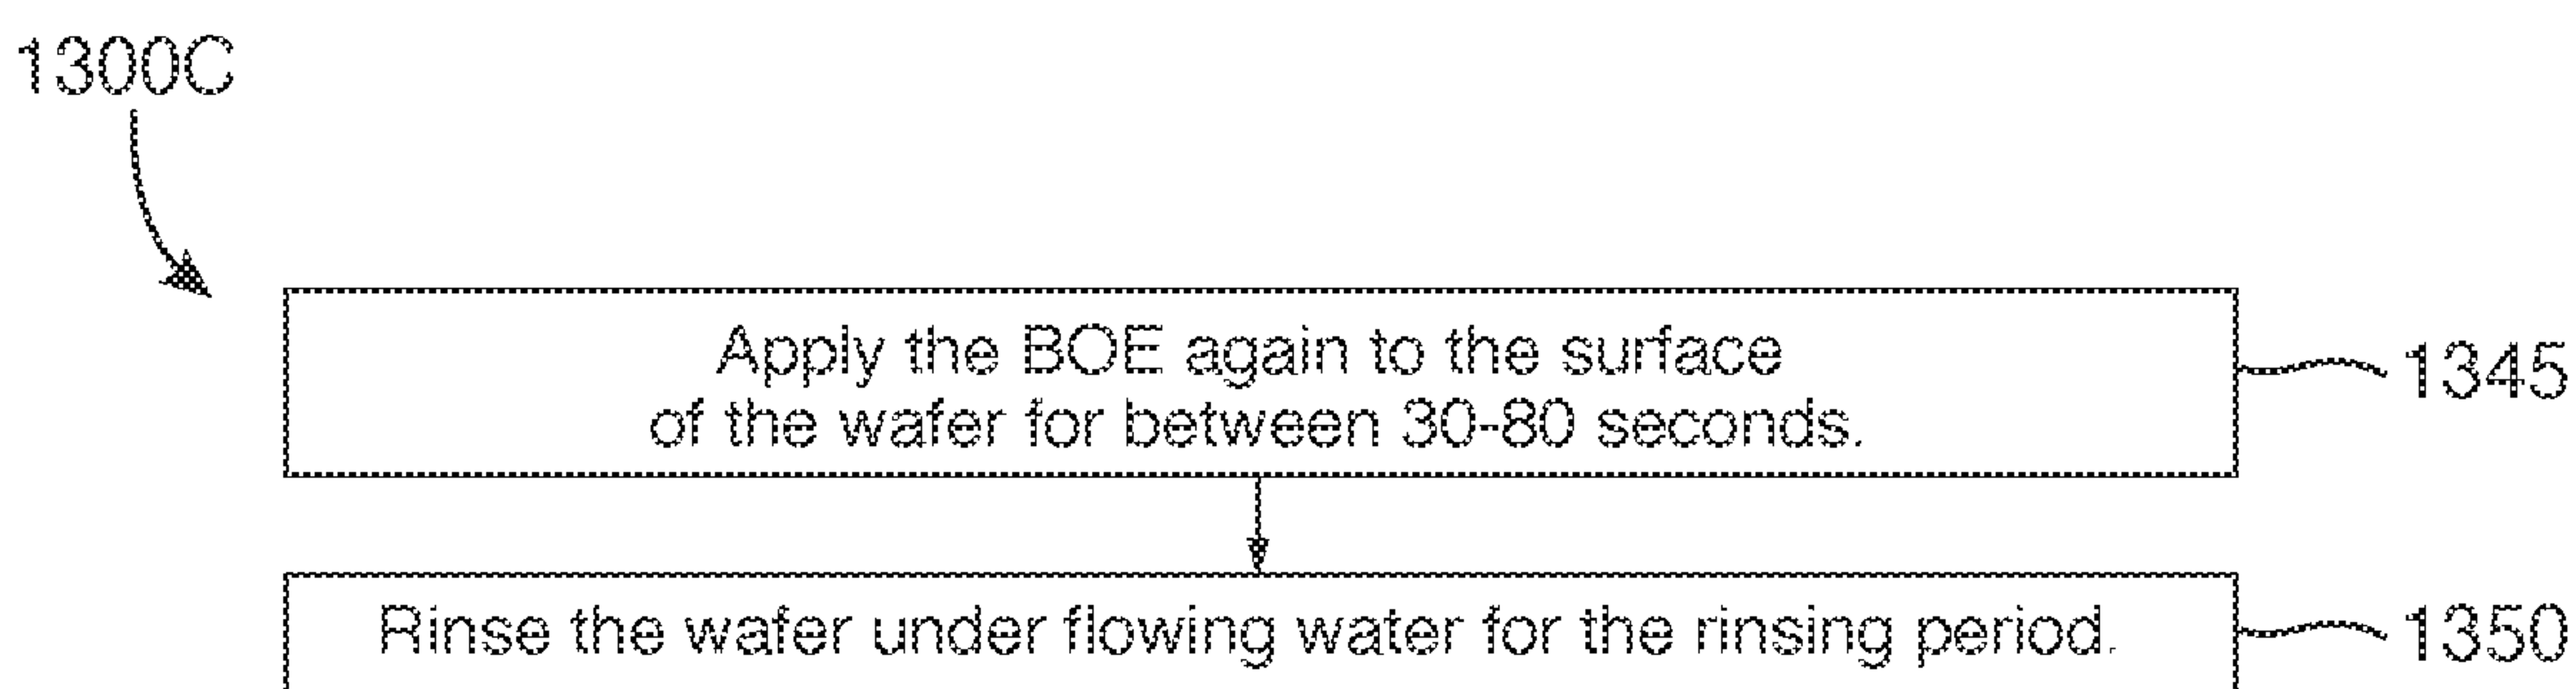 1300C
Apply the BOE again to the surface
of the wafer for between 30-80 seconds.
1345
Rinse the wafer under flowing water for the rinsing period.
1350